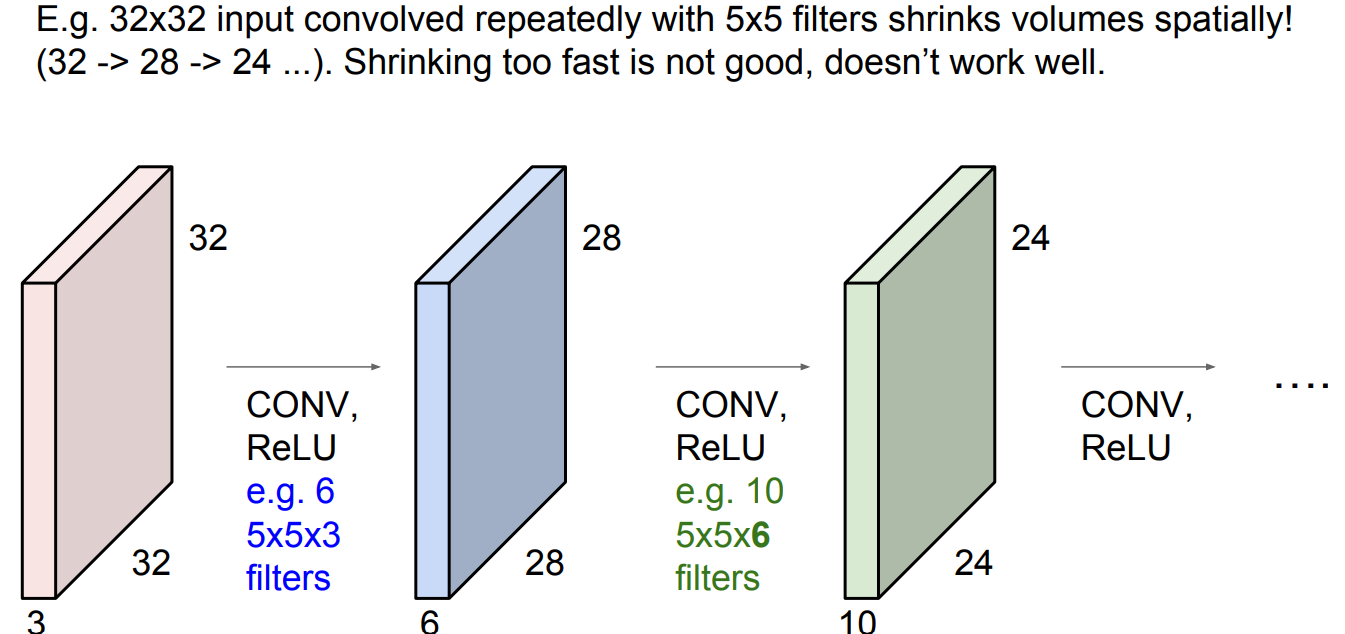 E.g. 32x32 input convolved repeatedly with 5x5 filters shrinks volumes spatially!
(32 -> 28 -> 24 ...). Shrinking too fast is not good, doesn’t work well.
32
28
24
CONV,
ReLU
e.g. 6
5x5x3
filters
CONV,
ReLU
e.g. 10
5x5x6
filters
CONV,
ReLU
....
32
28
24
3
6
10